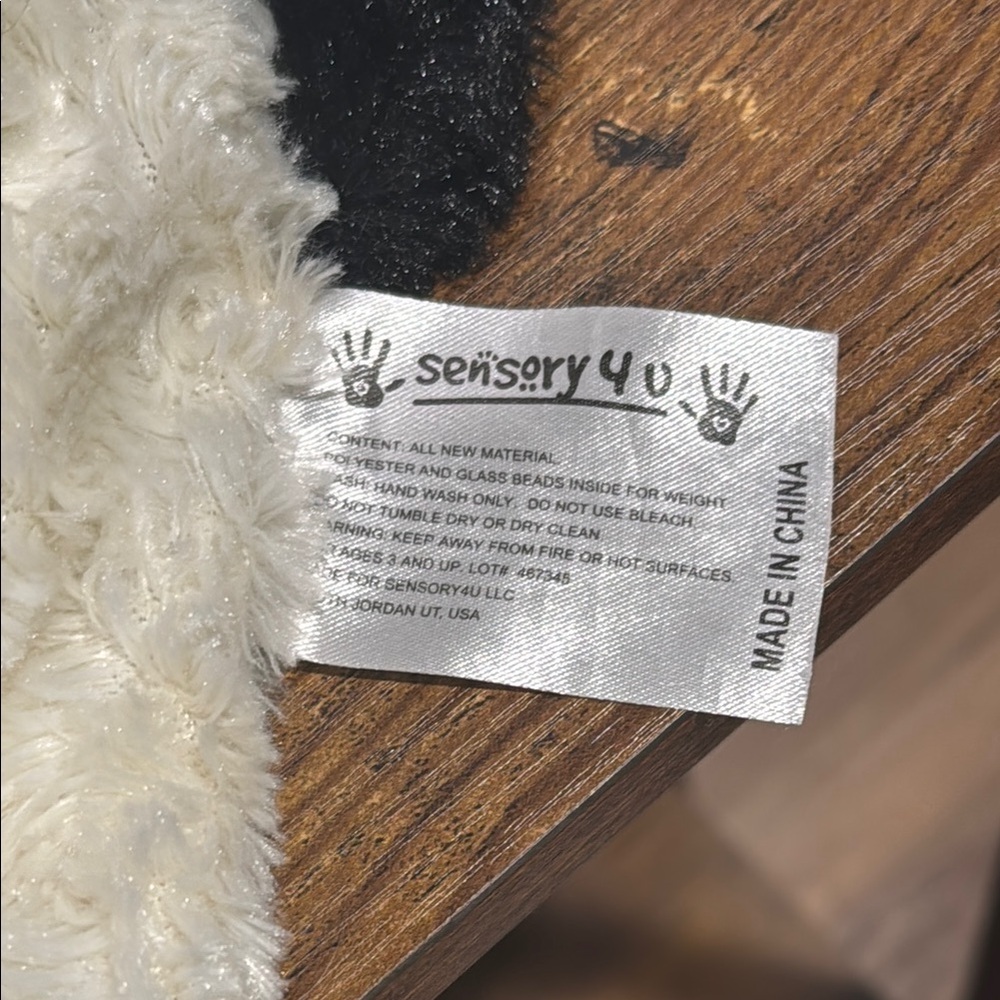 sensory 4 u
CONTENT: ALL NEW MATERIAL.
POLYESTER AND GLASS BEADS INSIDE FOR WEIGHT
HAND WASH ONLY. DO NOT USE BLEACH.
NOT TUMBLE DRY OR DRY CLEAN
KEEP AWAY FROM FIRE OR HOT SURFACES.
AGES 3 AND UP. LOT# 467345
FOR SENSORY4U LLC
JORDAN UT, USA
MADE IN CHINA